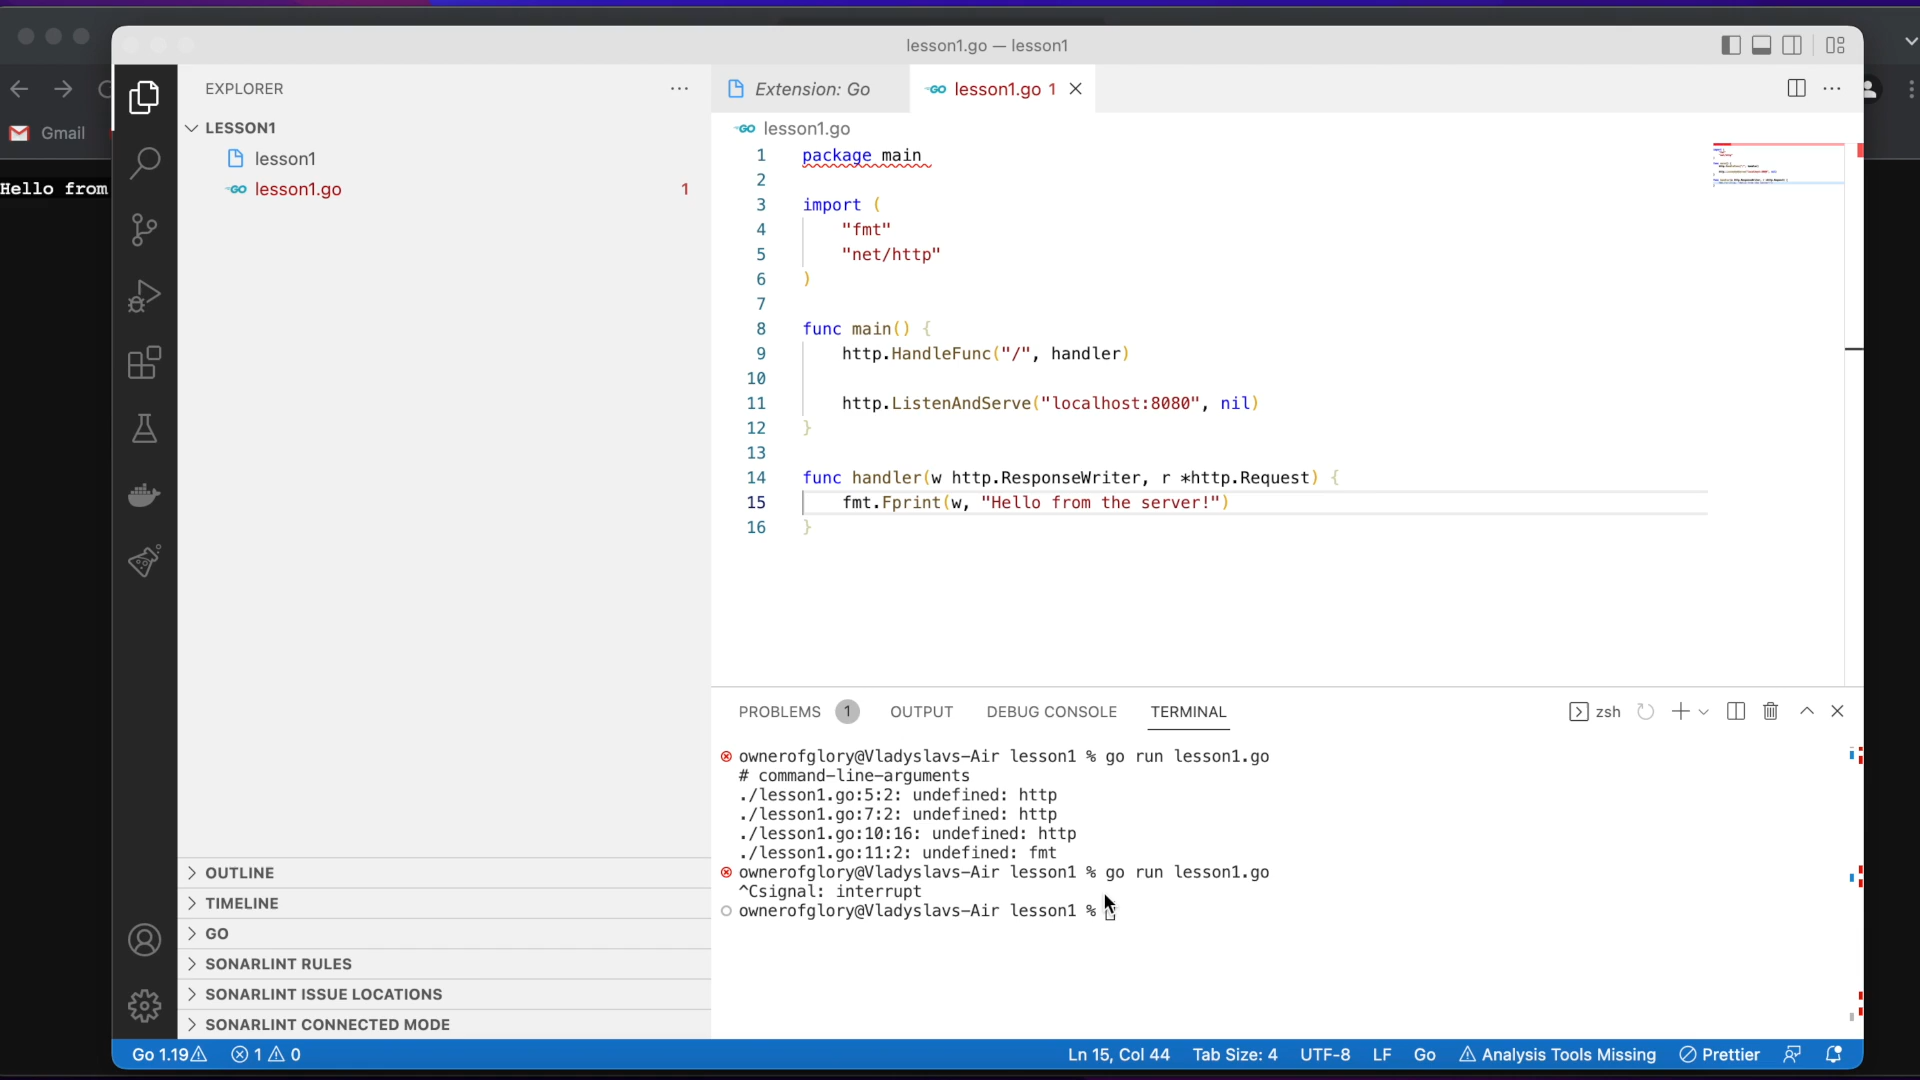 lesson1.go — lesson1
Gmail
Hello from
EXPLORER
LESSON1
lesson1
GO lesson1.go 1
OUTLINE
TIMELINE
GO
SONARLINT RULES
SONARLINT ISSUE LOCATIONS
SONARLINT CONNECTED MODE
Extension: Go
GO lesson1.go 1
GO lesson1.go
1 package main
2
3 import (
4 "fmt"
5 "net/http"
6 )
7
8 func main() {
9 http.HandleFunc("/", handler)
10
11 http.ListenAndServe("localhost:8080", nil)
12 }
13
14 func handler(w http.ResponseWriter, r *http.Request) {
15 fmt.Fprint(w, "Hello from the server!")
16 }
PROBLEMS 1 OUTPUT DEBUG CONSOLE TERMINAL zsh
ownerofglory@Vladyslavs-Air lesson1 % go run lesson1.go
# command-line-arguments
./lesson1.go:5:2: undefined: http
./lesson1.go:7:2: undefined: http
./lesson1.go:10:16: undefined: http
./lesson1.go:11:2: undefined: fmt
ownerofglory@Vladyslavs-Air lesson1 % go run lesson1.go
^Csignal: interrupt
ownerofglory@Vladyslavs-Air lesson1 %
Go 1.19 1 0 Ln 15, Col 44 Tab Size: 4 UTF-8 LF Go Analysis Tools Missing Prettier